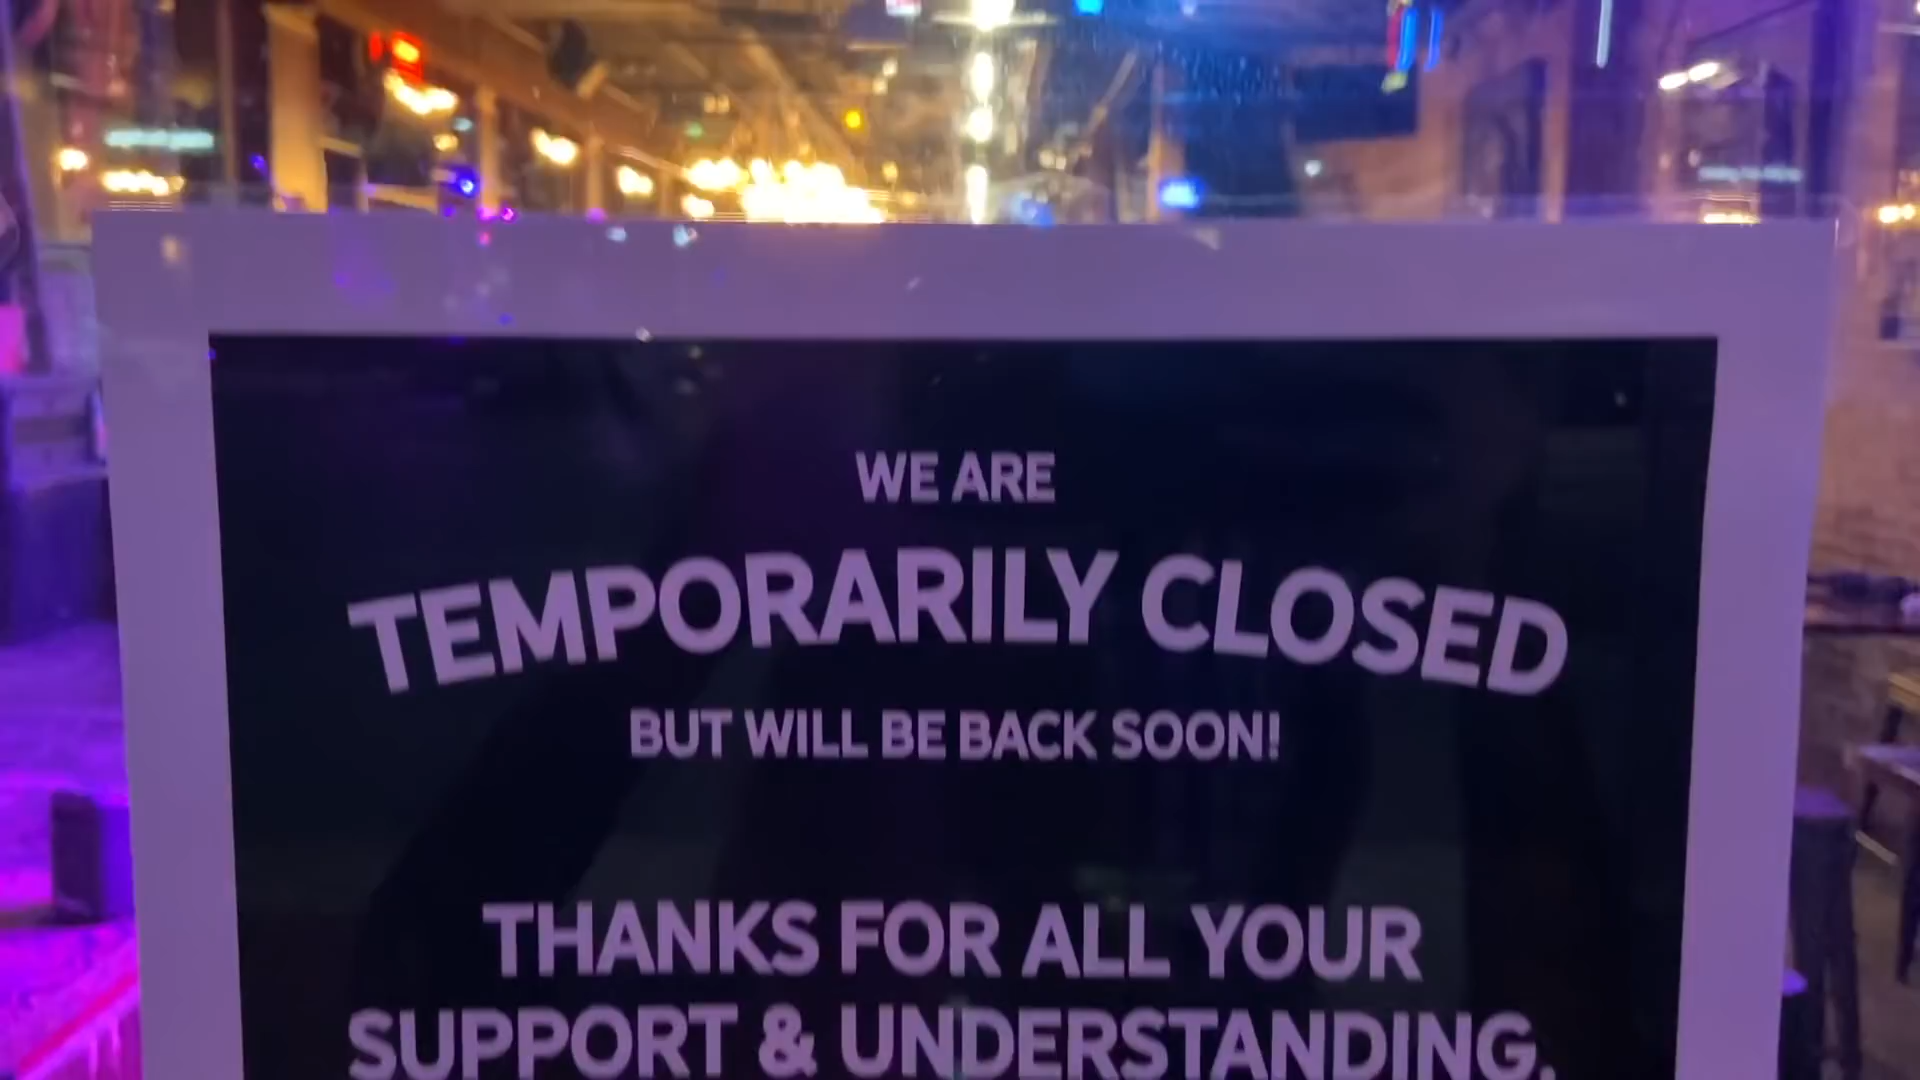 WE ARE
TEMPORARILY CLOSED
BUT WILL BE BACK SOON!
THANKS FOR ALL YOUR
SUPPORT & UNDERSTANDING.